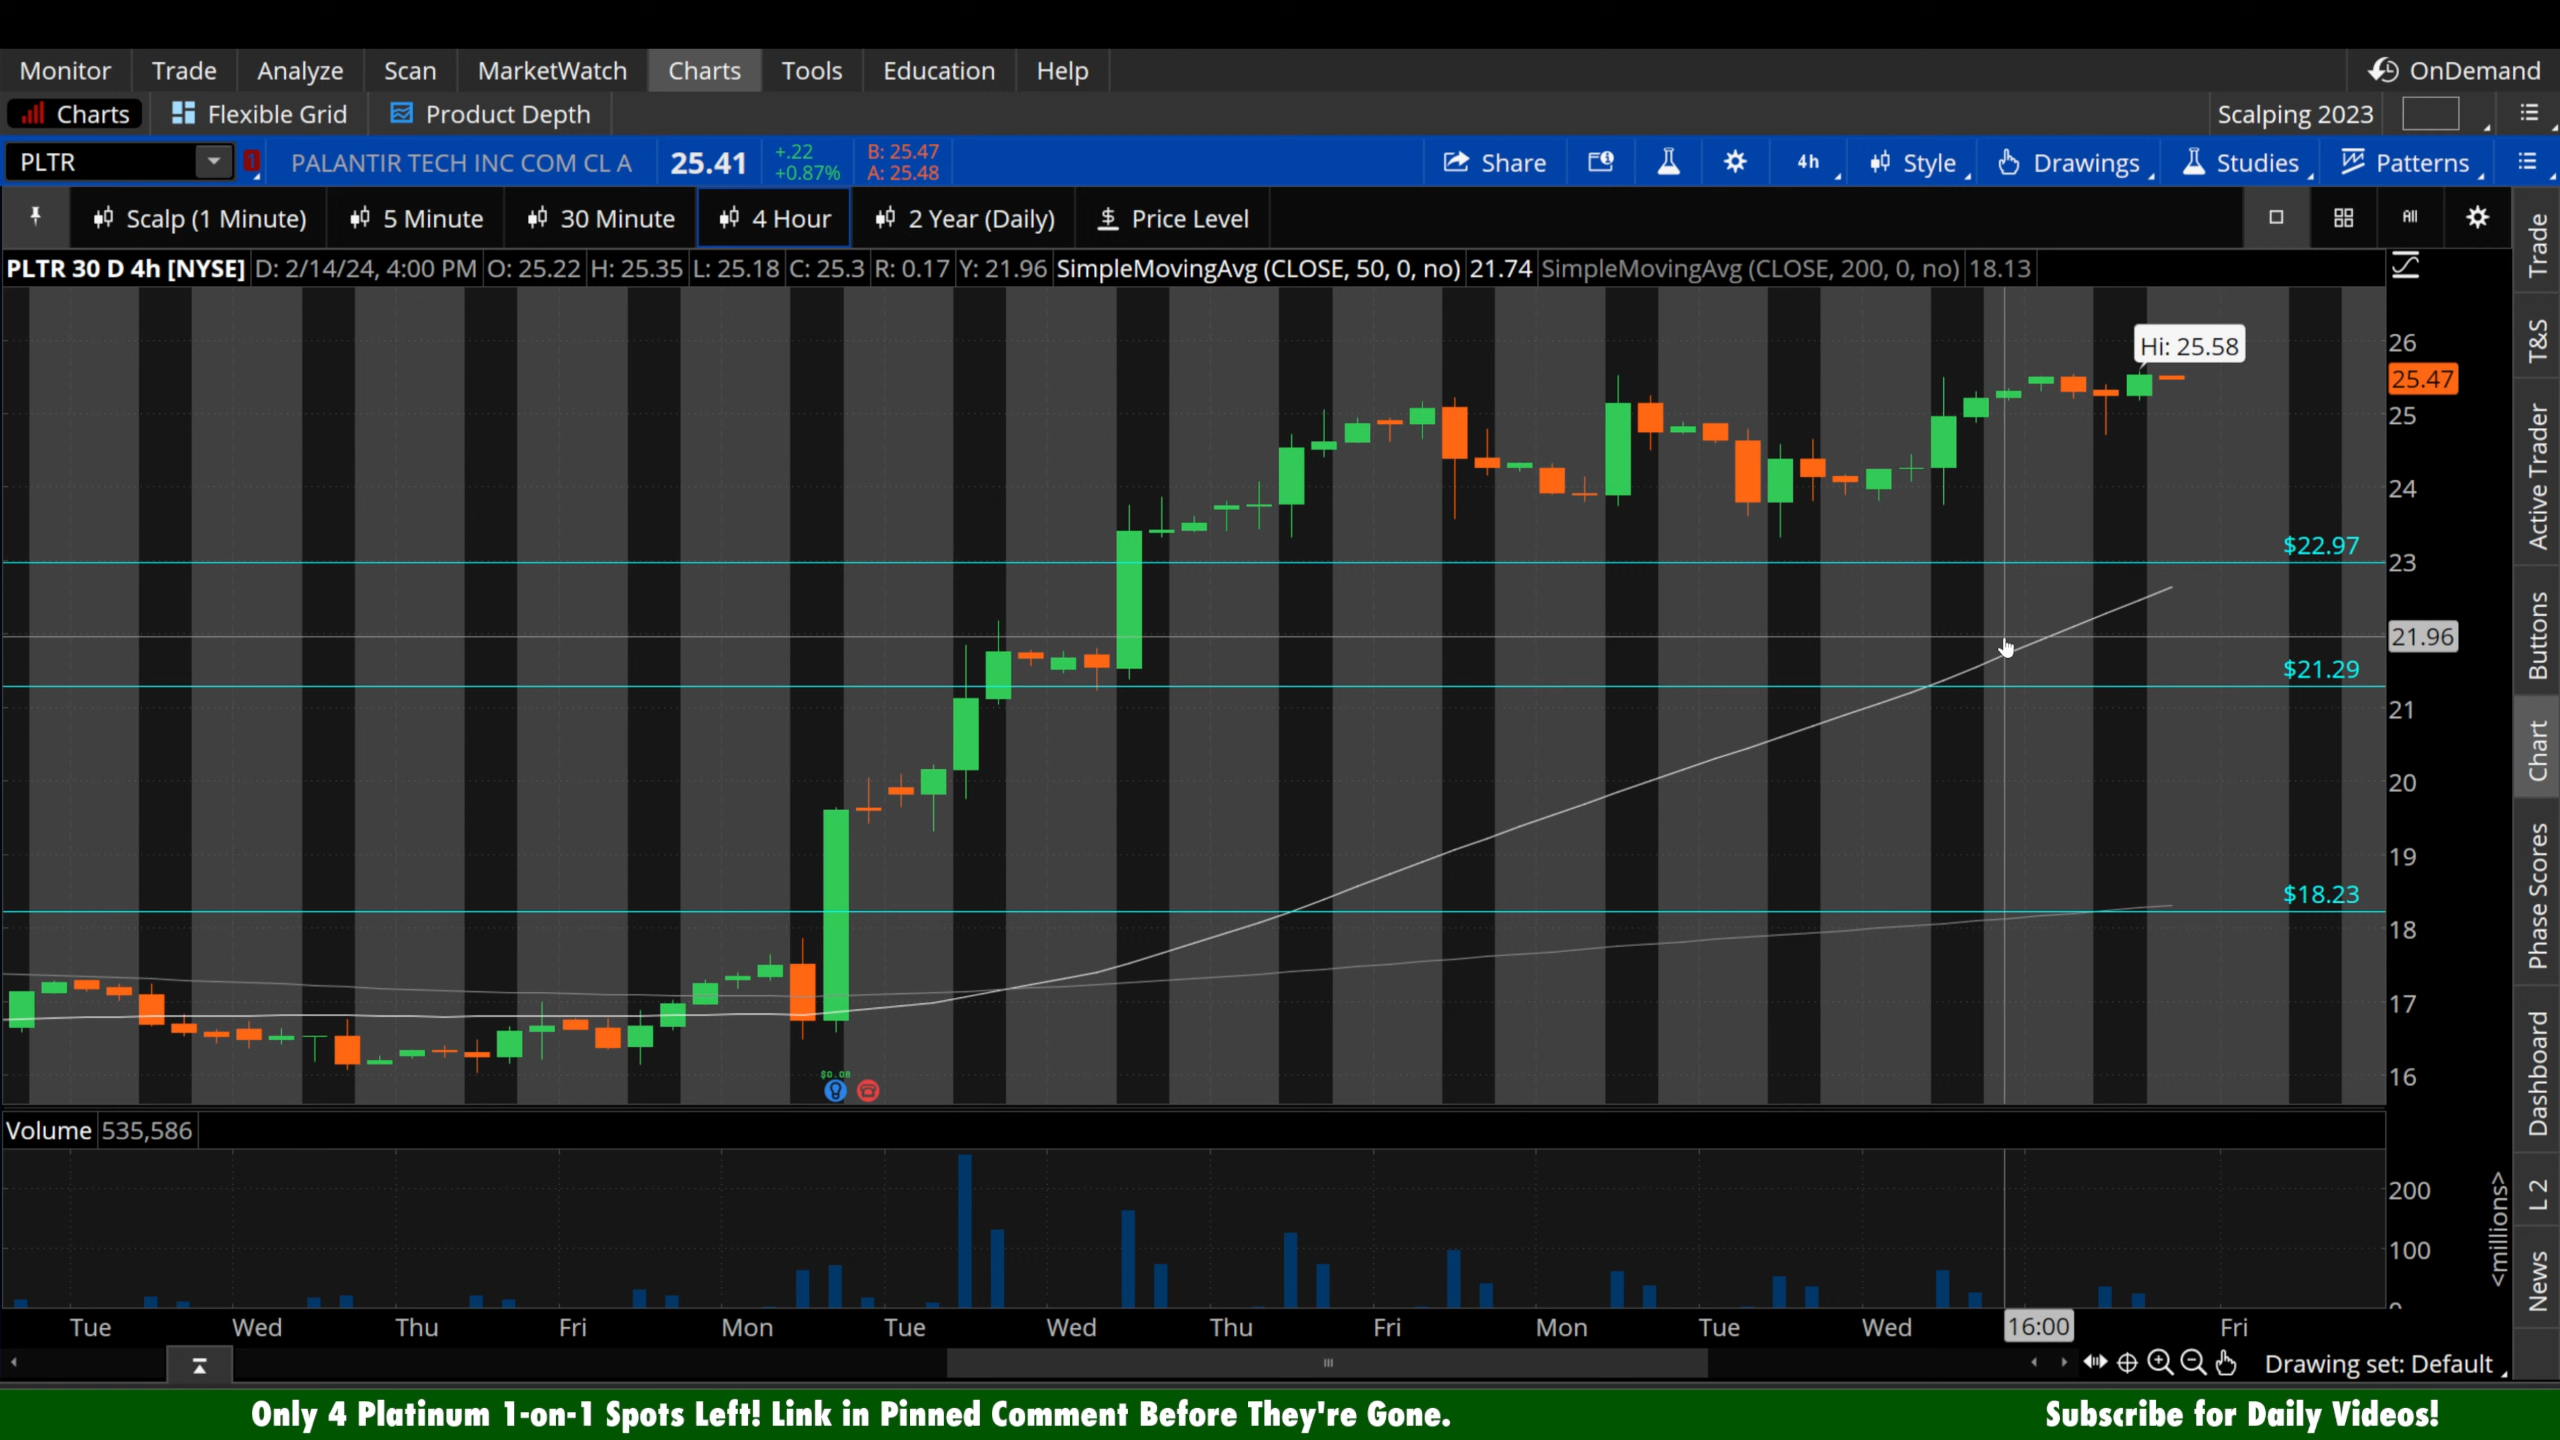 Monitor Trade Analyze Scan MarketWatch Charts Tools Education Help OnDemand
Charts Flexible Grid Product Depth Scalping 2023
PLTR 1 PALANTIR TECH INC COM CL A 25.41 +.22 B: 25.47 Share 4h Style Drawings Studies Patterns
+0.87% A: 25.48
Scalp (1 Minute) 5 Minute 30 Minute 4 Hour 2 Year (Daily) $ Price Level All
PLTR 30 D 4h [NYSE] D: 2/14/24, 4:00 PM O: 25.22 H: 25.35 L: 25.18 C: 25.3 R: 0.17 Y: 21.96 SimpleMovingAvg (CLOSE, 50, 0, no) 21.74 SimpleMovingAvg (CLOSE, 200, 0, no) 18.13
Hi: 25.58
26
25.47
25
24
$22.97
23
21.96
$21.29
21
20
19
$18.23
18
17
$0.08
16
Volume 535,586
200
100
0
<millions>
Tue Wed Thu Fri Mon Tue Wed Thu Fri Mon Tue Wed 16:00 Fri
Drawing set: Default
Trade
T&S
Active Trader
Buttons
Chart
Phase Scores
Dashboard
L 2
News
Only 4 Platinum 1-on-1 Spots Left! Link in Pinned Comment Before They're Gone. Subscribe for Daily Videos!